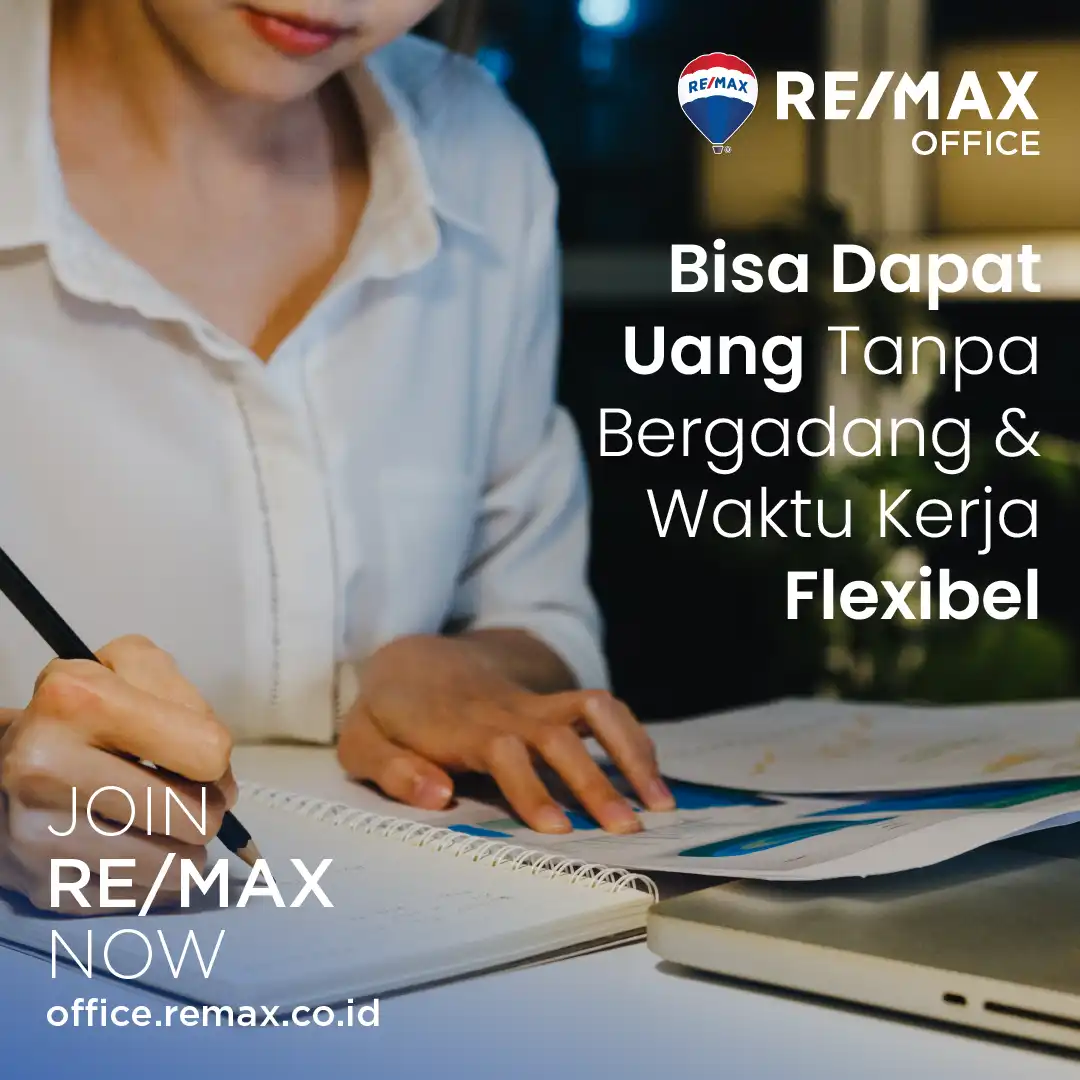 RE/MAX
RE/MAX
OFFICE
Bisa Dapat
Uang Tanpa
Bergadang &
Waktu Kerja
Flexibel
JOIN
RE/MAX
NOW
office.remax.co.id